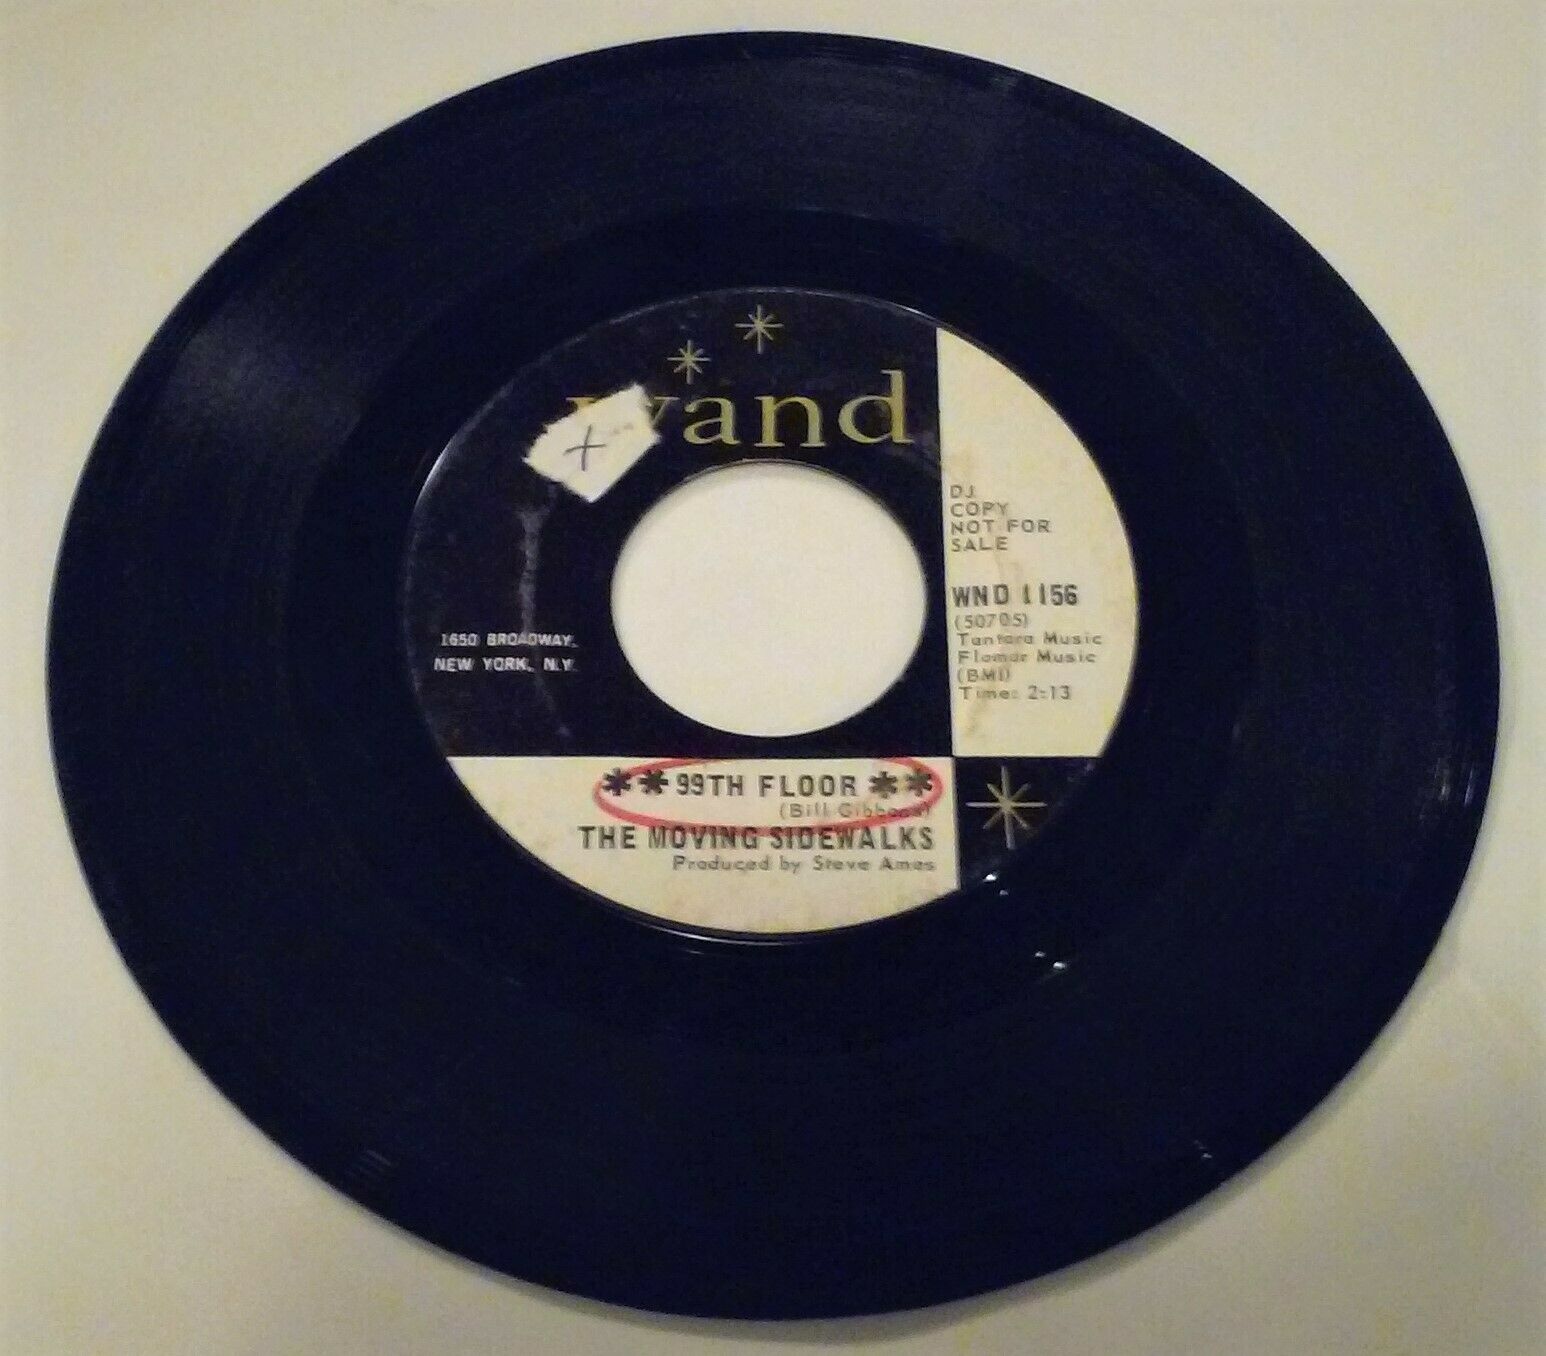 wand
DJ
COPY
NOT FOR
SALE
WND 1156
(50705)
Tantara Music
Flomar Music
(BMI)
Time: 2:13
1650 BROADWAY,
NEW YORK, N.Y.
** 99TH FLOOR **
(Bill Gibbons)
THE MOVING SIDEWALKS
Produced by Steve Ames